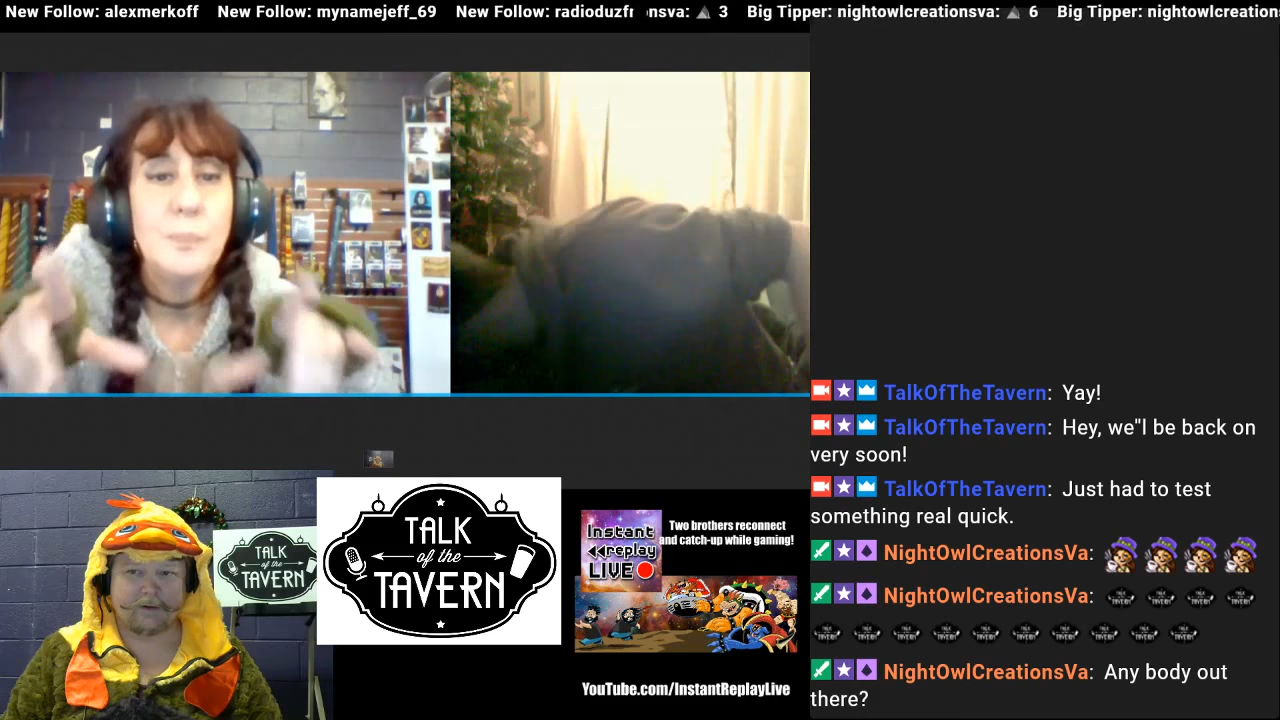 New Follow: alexmerkoff New Follow: mynamejeff_69 New Follow: radioduzfr
nsva: 3 Big Tipper: nightowlcreationsva: 6 Big Tipper: nightowlcreations
TALK
of the
TAVERN
TALK
of the
TAVERN
Instant
replay
LIVE
Two brothers reconnect
and catch-up while gaming!
YouTube.com/InstantReplayLive
TalkOfTheTavern: Yay!
TalkOfTheTavern: Hey, we"l be back on
very soon!
TalkOfTheTavern: Just had to test
something real quick.
NightOwlCreationsVa:
NightOwlCreationsVa:
NightOwlCreationsVa: Any body out
there?